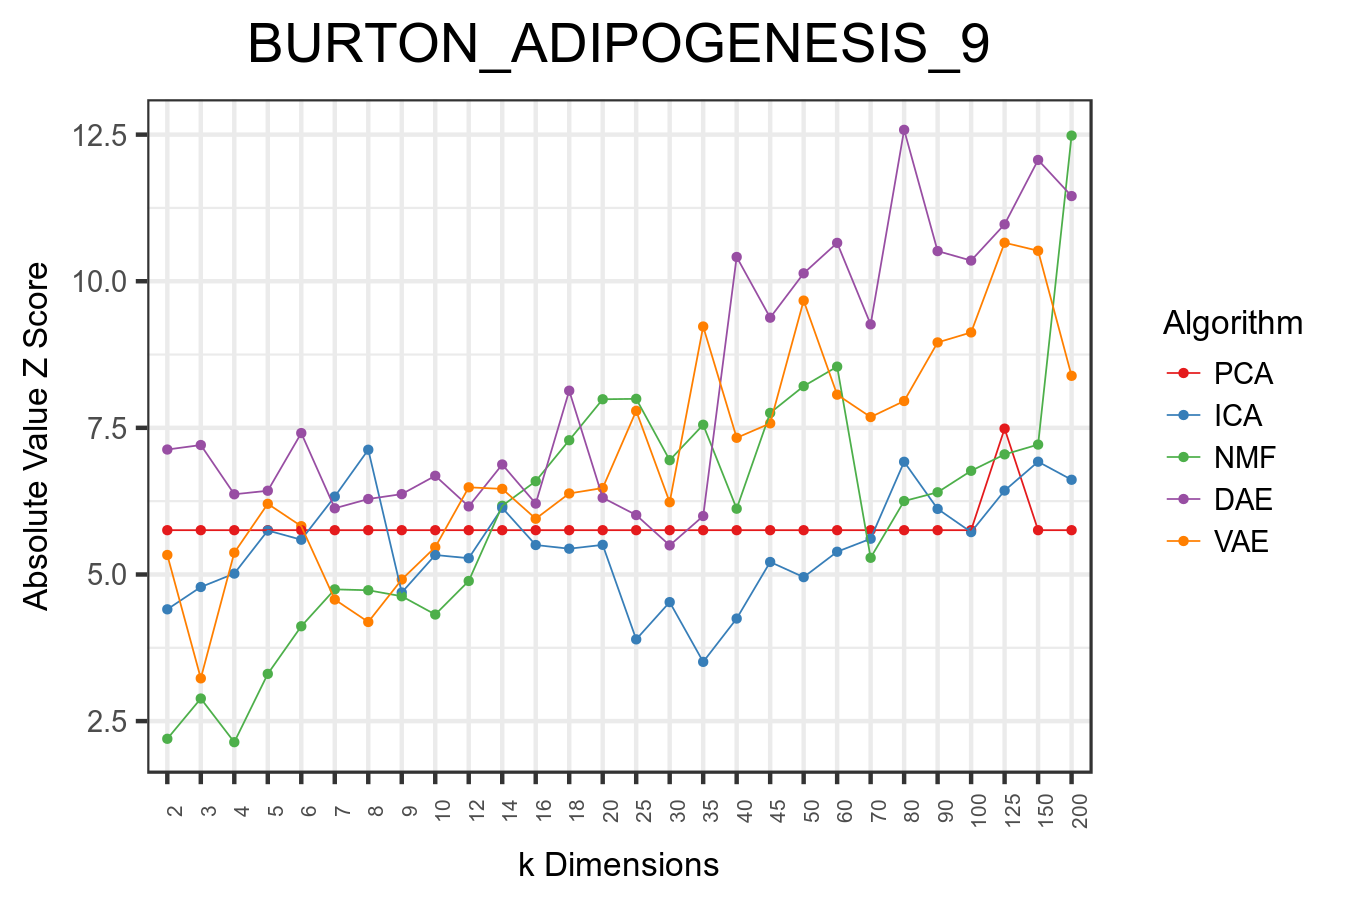 BURTON_ADIPOGENESIS_9
Absolute Value Z Score
12.5
10.0
7.5
5.0
2.5
2 3 4 5 6 7 8 9 10 12 14 16 18 20 25 30 35 40 45 50 60 70 80 90 100 125 150 200
k Dimensions
Algorithm
PCA
ICA
NMF
DAE
VAE